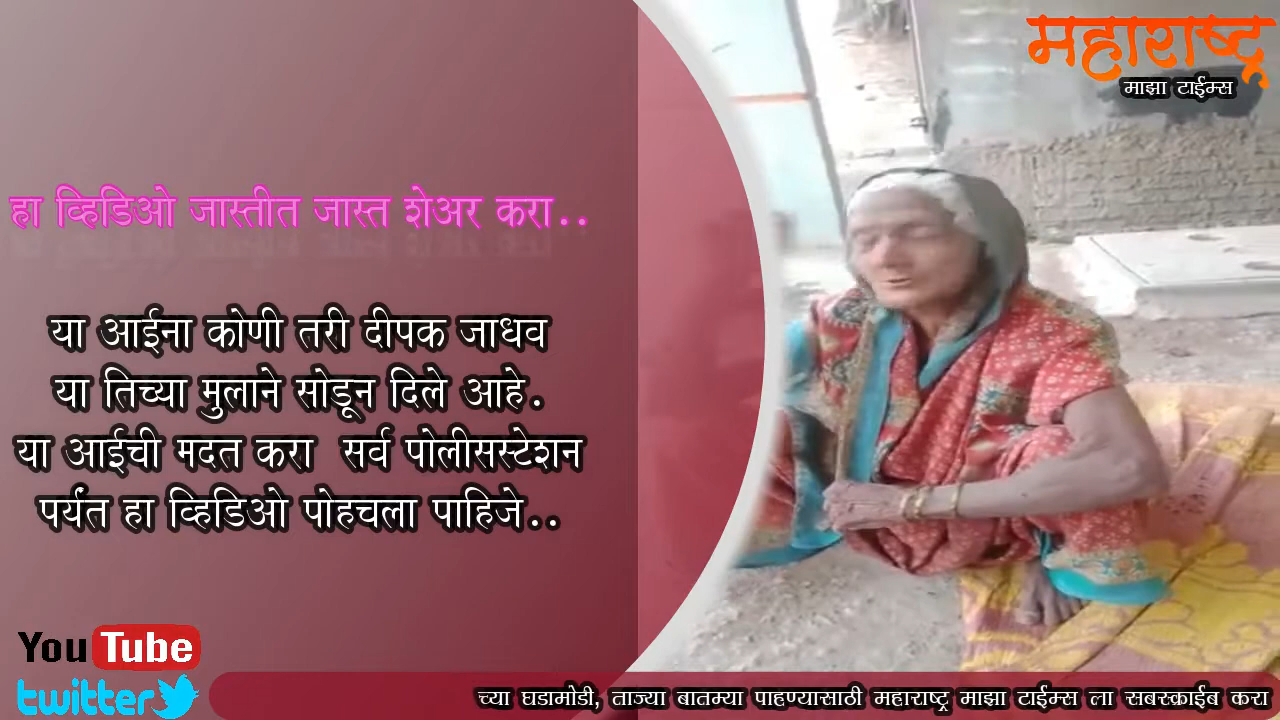 महाराष्ट्र
माझा टाईम्स
हा व्हिडिओ जास्तीत जास्त शेअर करा..
या आईना कोणी तरी दीपक जाधव
या तिच्या मुलाने सोडून दिले आहे.
या आईची मदत करा सर्व पोलीसस्टेशन
पर्यंत हा व्हिडिओ पोहचला पाहिजे..
YouTube
twitter
च्या घडामोडी, ताज्या बातम्या पाहण्यासाठी महाराष्ट्र माझा टाईम्स ला सबस्क्राईब करा